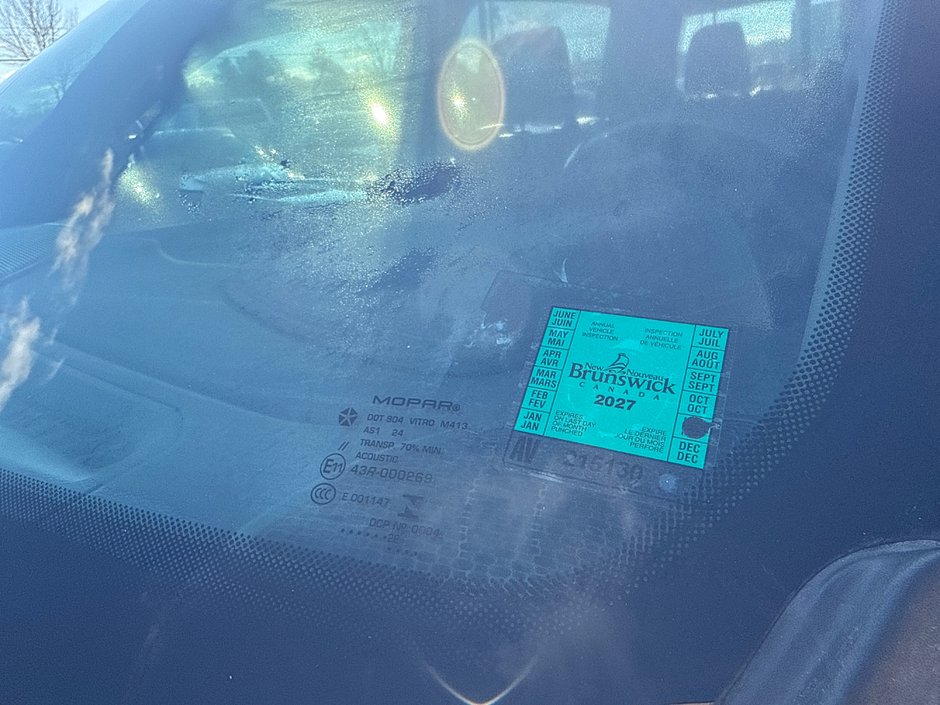 JUNE
JUIN
MAY
MAI
APR
AVR
MAR
MARS
FEB
FEV
JAN
JAN
ANNUAL
VEHICLE
INSPECTION
INSPECTION
ANNUELLE
DE VÉHICULE
New Nouveau
Brunswick
CANADA
2027
EXPIRES
ON LAST DAY
OF MONTH
PUNCHED
EXPIRE
LE DERNIER
JOUR DU MOIS
PERFORÉ
JULY
JUIL
AUG
AOUT
SEPT
SEPT
OCT
OCT
DEC
DEC
AV
MOPAR®
DOT 804 VITRO M413
AS1 24
TRANSP. 70% MIN
ACOUSTIC
E11 43R-000269
CCC E 001147